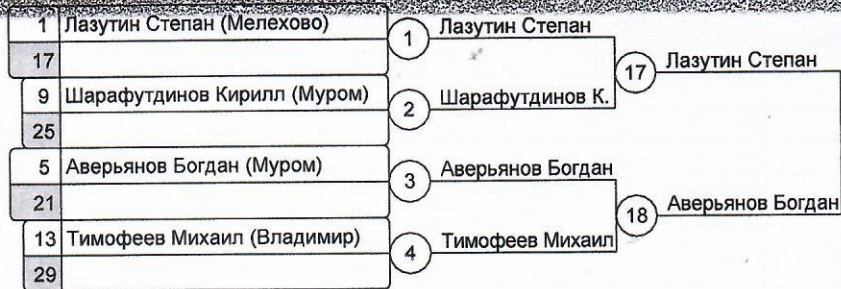 1 Лазутин Степан (Мелехово) 1 Лазутин Степан
17
17 Лазутин Степан
9 Шарафутдинов Кирилл (Муром) 2 Шарафутдинов К.
25
5 Аверьянов Богдан (Муром) 3 Аверьянов Богдан
21
18 Аверьянов Богдан
13 Тимофеев Михаил (Владимир) 4 Тимофеев Михаил
29